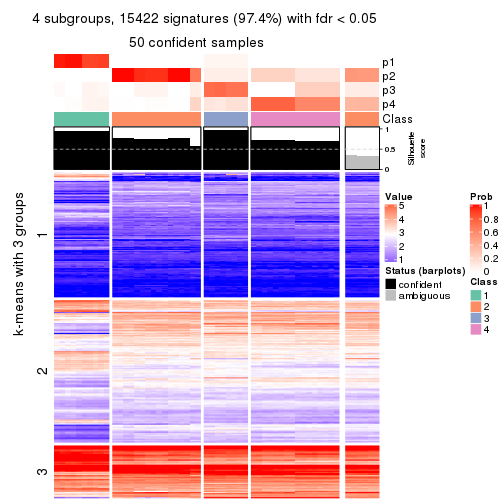 4 subgroups, 15422 signatures (97.4%) with fdr < 0.05
50 confident samples
p1
p2
p3
p4
Class
1
0.5
0
Silhouette
score
k-means with 3 groups
1
2
3
Value
5
4
3
2
1
Status (barplots)
confident
ambiguous
Prob
1
0.8
0.6
0.4
0.2
0
Class
1
2
3
4